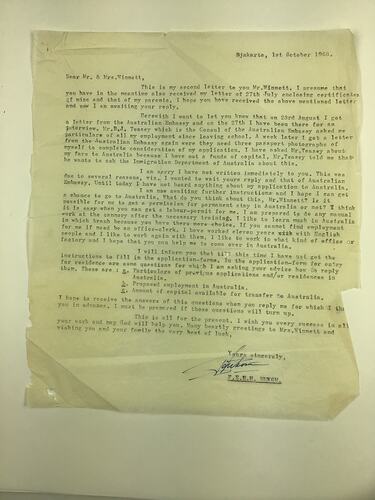 Djakarta, 1st October 1960.
Dear Mr. & Mrs.Winnett,
This is my second letter to you Mr.Winnett, I presume that
you have in the meantime also received my letter of 27th July enclosing certificates
of mine and that of my parents, I hope you have received the above mentioned letter
and now I am awaiting your reply.
Herewith I want to let you know that on 23rd August I got
a letter from the Australian Embassy and on the 27th I have been there for an
interview. Mr.B.J. Teasey which is the Consul of the Australian Embassy asked me
particulars of all my employment since leaving school. A week later I got a letter
from the Australian Embassy again were they need three passport photographs of
myself to complete consideration of my application, I have asked Mr.Teasey about
my fare to Australia because I have not a funds of capital, Mr.Teasey told me that
he wants to ask the Immigration Department of Australia about this.
I am sorry I have not written immediately to you. This was
due to several reasons, viz. I wanted to wait yours reply and that of Australian
Embassy. Until today I have not heard anything about my application to Australia.
I am now awaiting further instructions and I hope I can get
a chance to go to Australia. What do you think about this, Mr.Winnett? Is it
possible for me to get a permission for permanent stay in Australia or not? I think
it is easy when you can get a labour-permit for me. I am prepared to do any manual
work at the cannery after the necessary training. I like to learn much in Australia
in which branch because you have there more choice. If you cannot find employment
for me if need be an office-clerk, I have worked seven years with english
people and I like to work again with them, I like to work in what kind of office or
factory and I hope that you can help me to come over in Australia.
I will inform you that till this time I have not got the
instructions to fill in the application-forms. On the application-form for entry
for residence are some questions for which I am asking your advice how to reply
them. These are : a. Particulars of previous applications and/or residences in
Australia.
b. Proposed employment in Australia.
c. Amount of capital available for transfer to Australia.
I hope to receive the answers of this questions when you reply me for which I thank
you in advance, I must be prepared if those questions will turn up.
This is all for the present. I wish you every success in all
your work and may God will help you. Many heartily greetings to Mrs.Winnett and
wishing you and your family the very best of luck,
Yours sincerely,